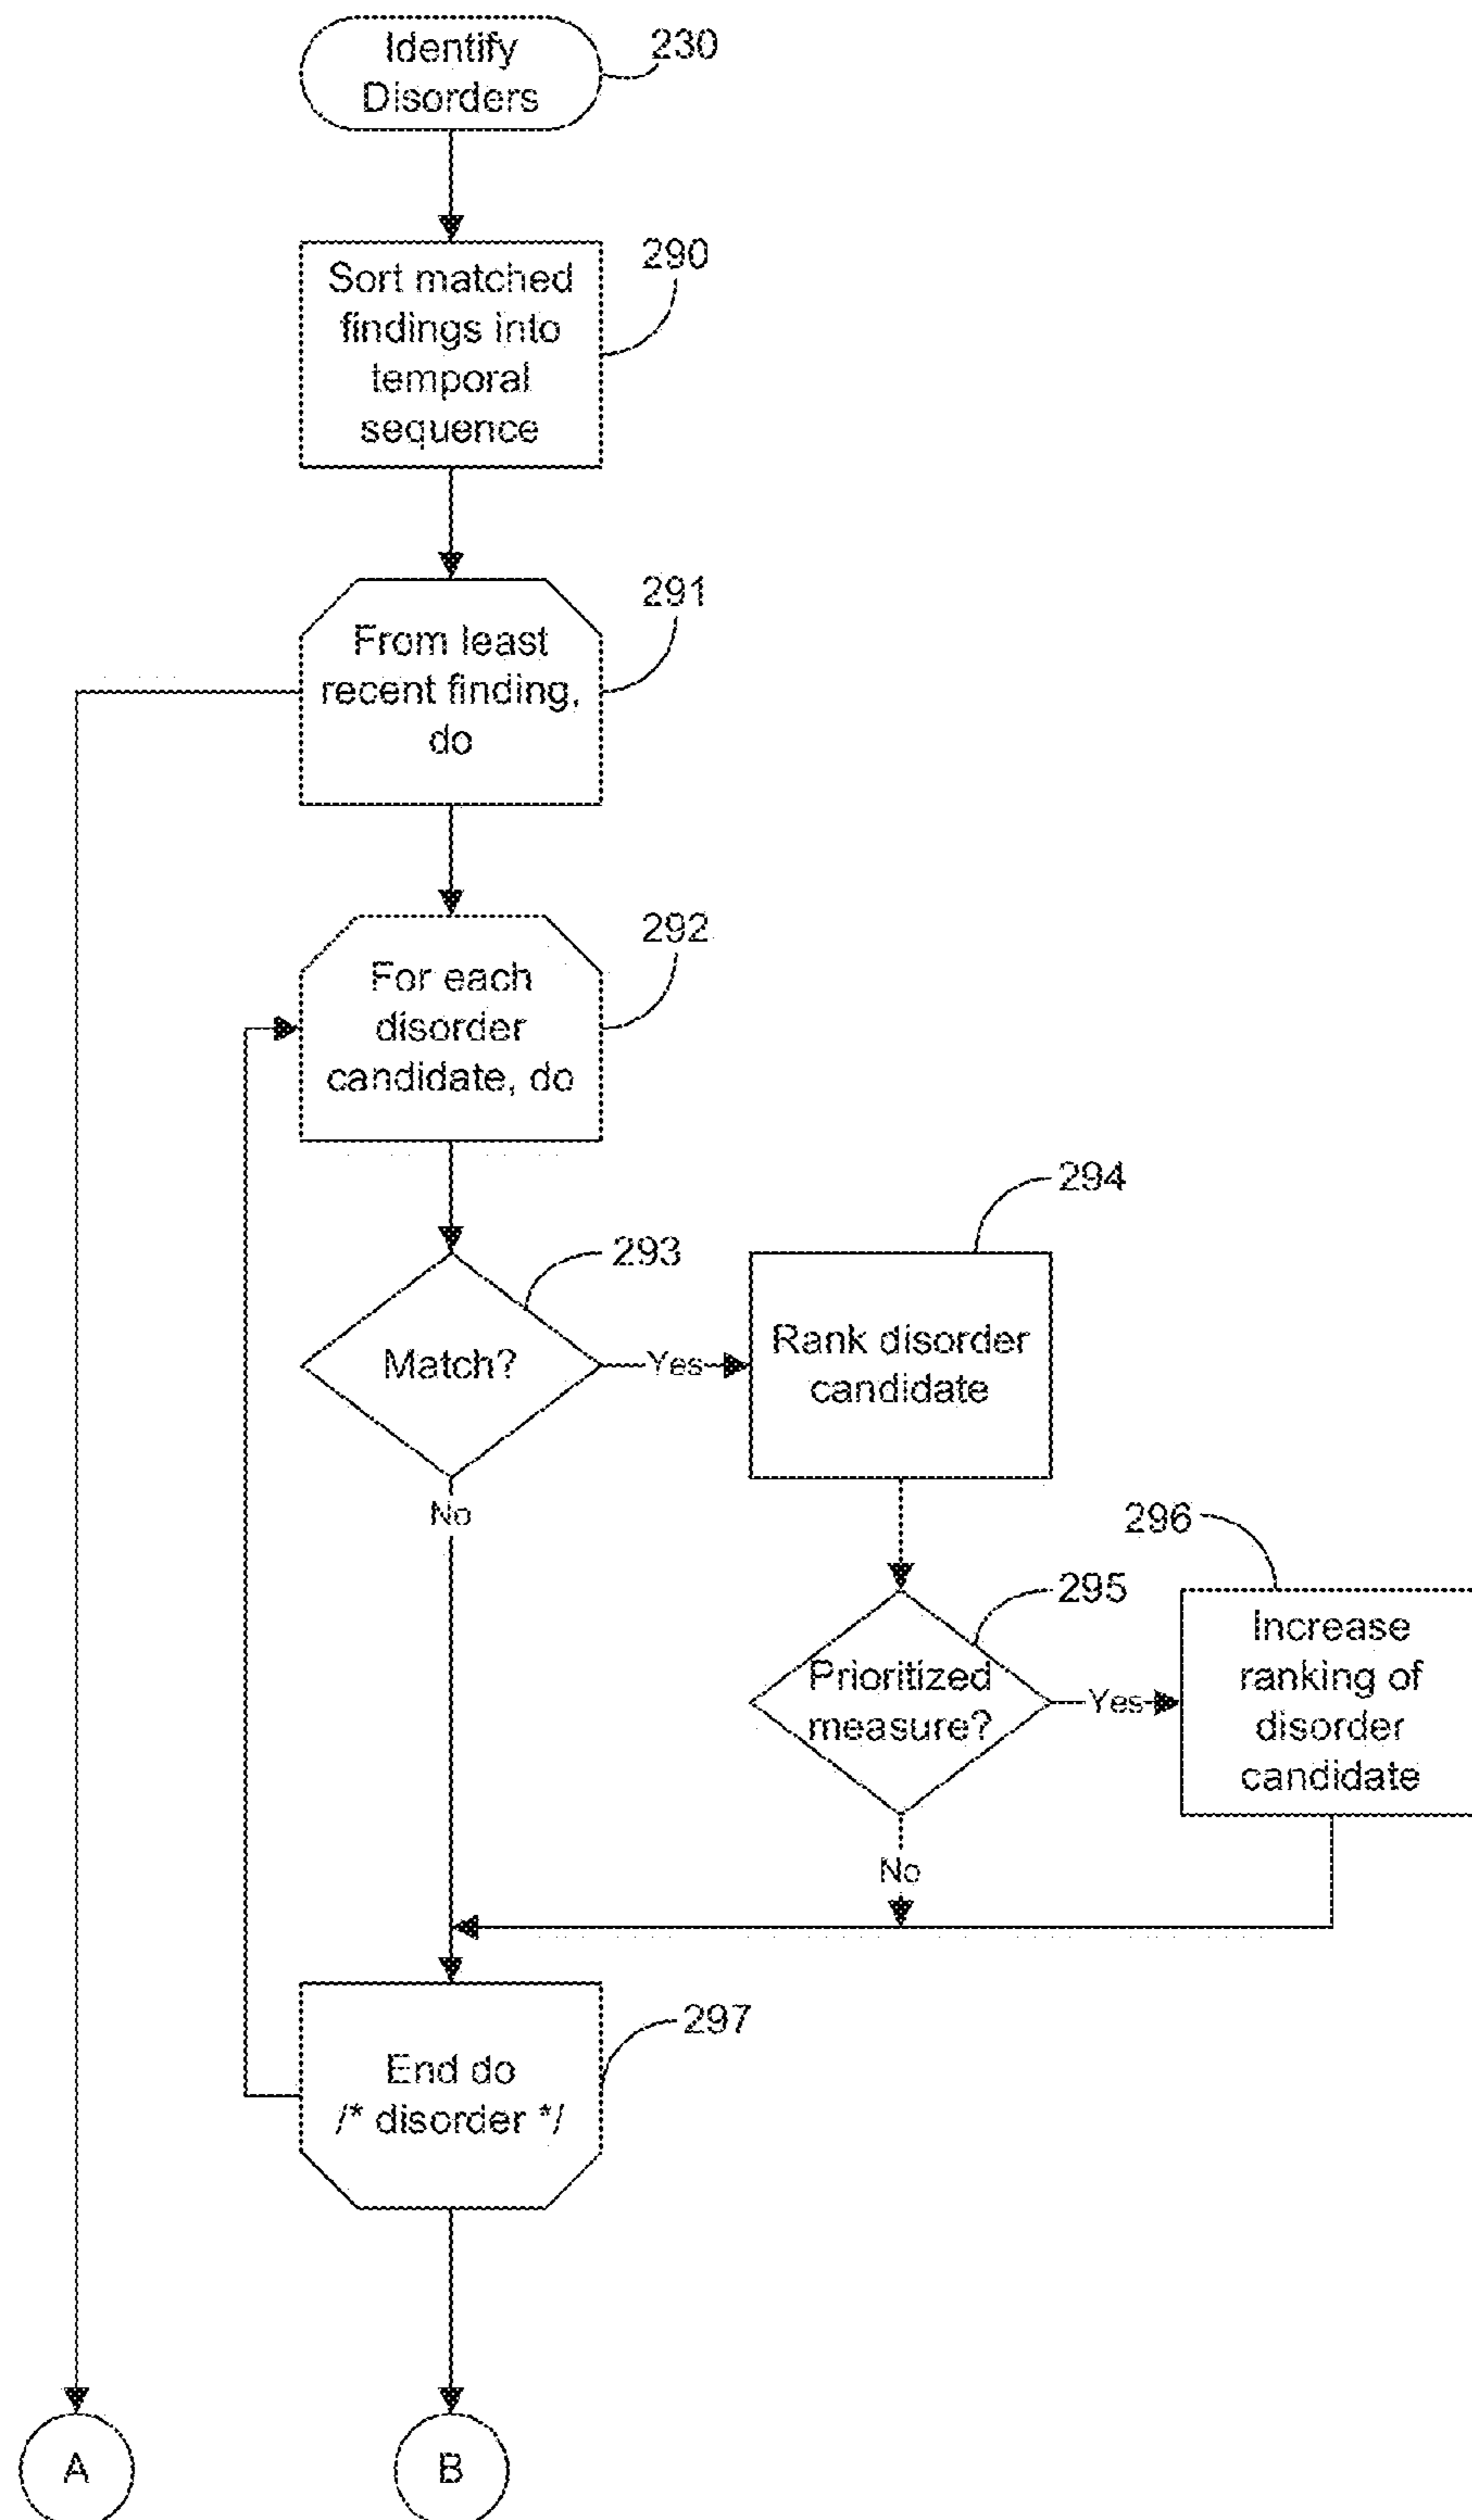 Identify
Disorders
230
290
Sort matched
findings into
temporal
sequence
291
From least
recent finding,
do
292
For each
disorder
candidate, do
294
293
Match?
Yes
Rank disorder
candidate
No
296
295
Prioritized
measure?
Yes
Increase
ranking of
disorder
candidate
No
297
End do
/* disorder */
A
B